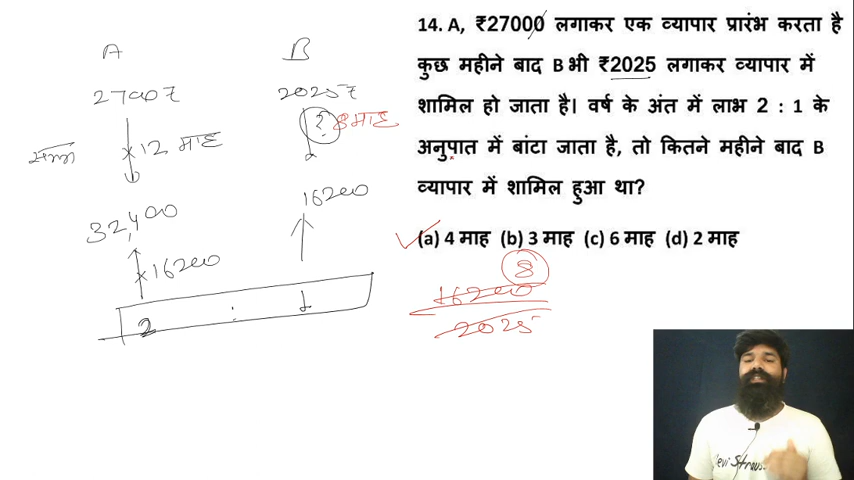 14. A, ₹27000 लगाकर एक व्यापार प्रारंभ करता है
कुछ महीने बाद B भी ₹2025 लगाकर व्यापार में
शामिल हो जाता है। वर्ष के अंत में लाभ 2 : 1 के
अनुपात में बांटा जाता है, तो कितने महीने बाद B
व्यापार में शामिल हुआ था?
(a) 4 माह (b) 3 माह (c) 6 माह (d) 2 माह
A B
2700₹ 2025₹
×12 माह ? 8 माह
32,400 16200
×16200
2 : 1
8
16200
2025